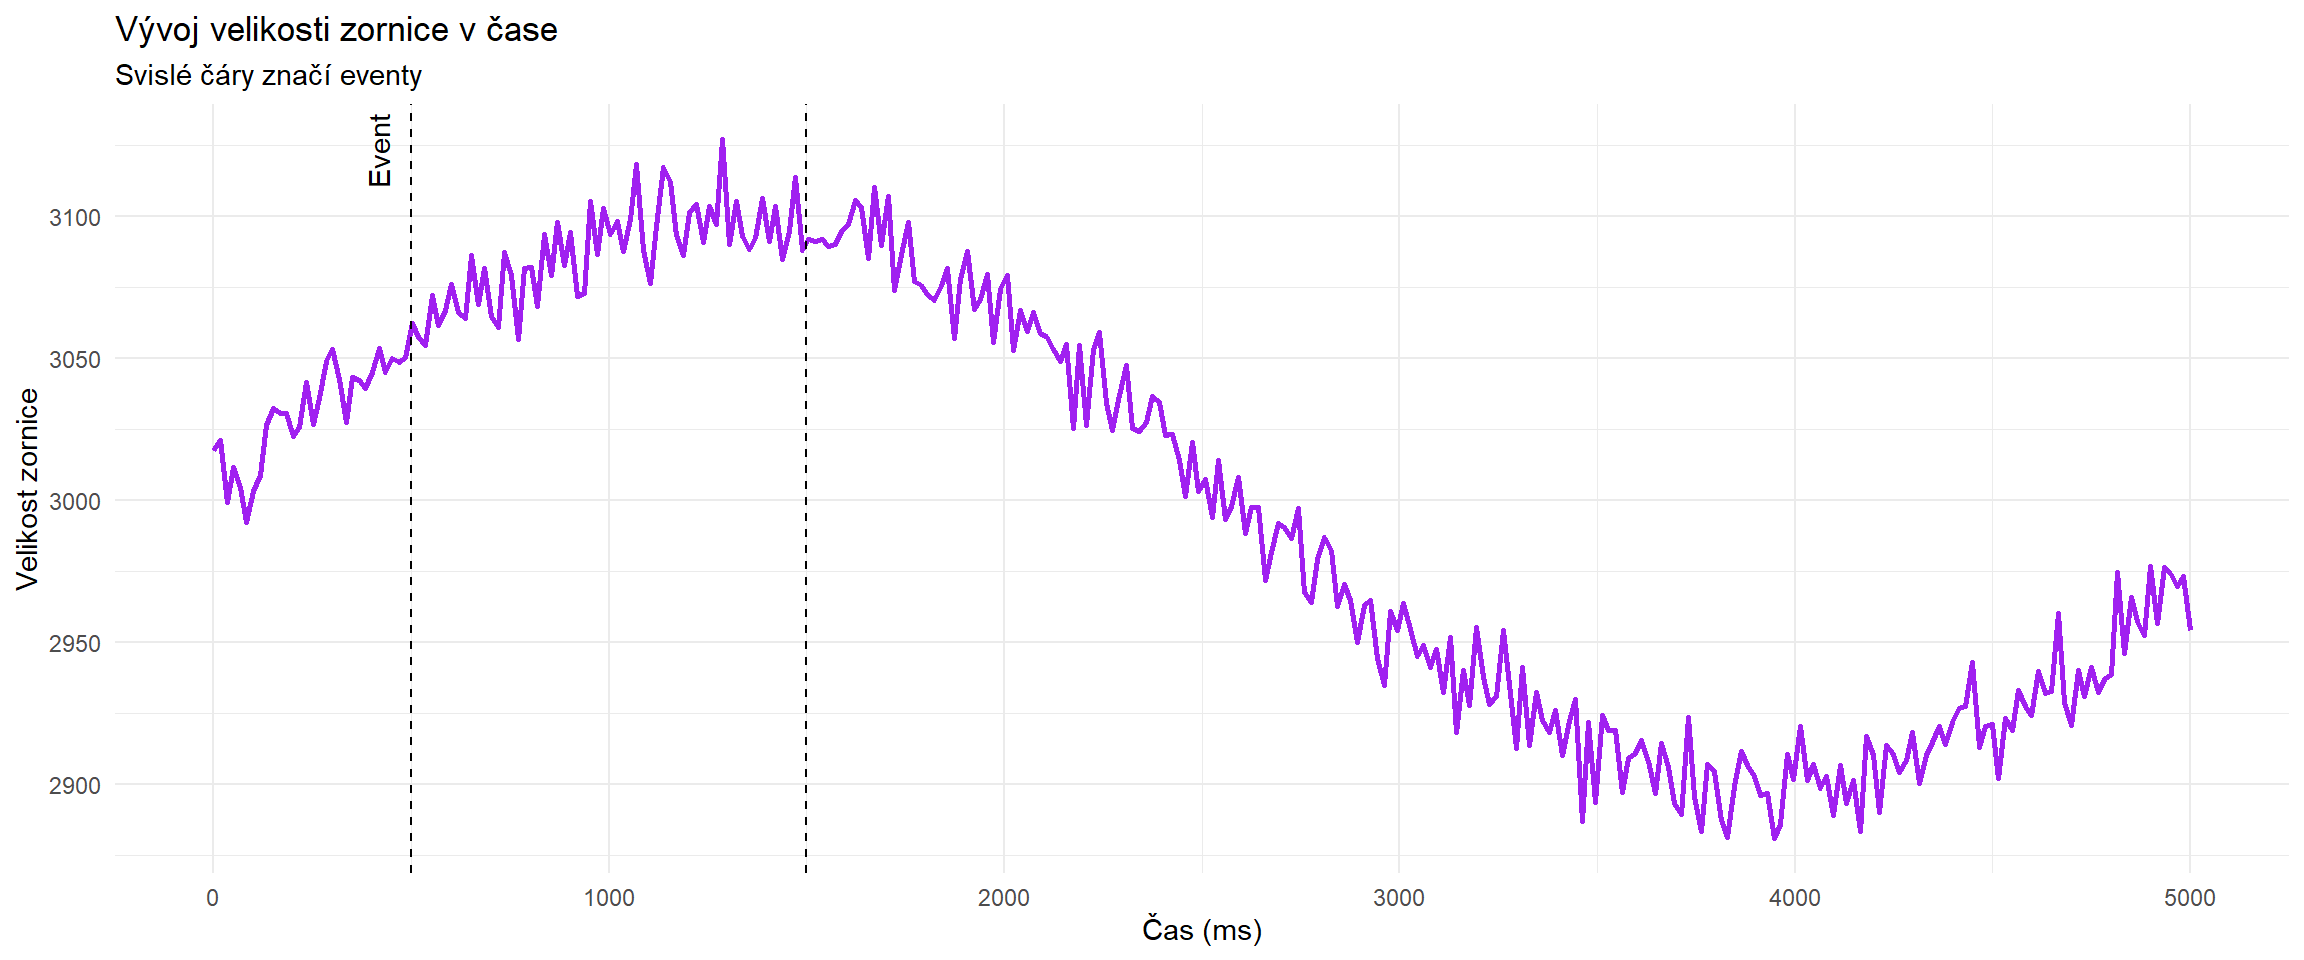 Vývoj velikosti zornice v čase
Svislé čáry značí eventy
Event
3100
3050
3000
2950
2900
Velikost zornice
0
1000
2000
3000
4000
5000
Čas (ms)